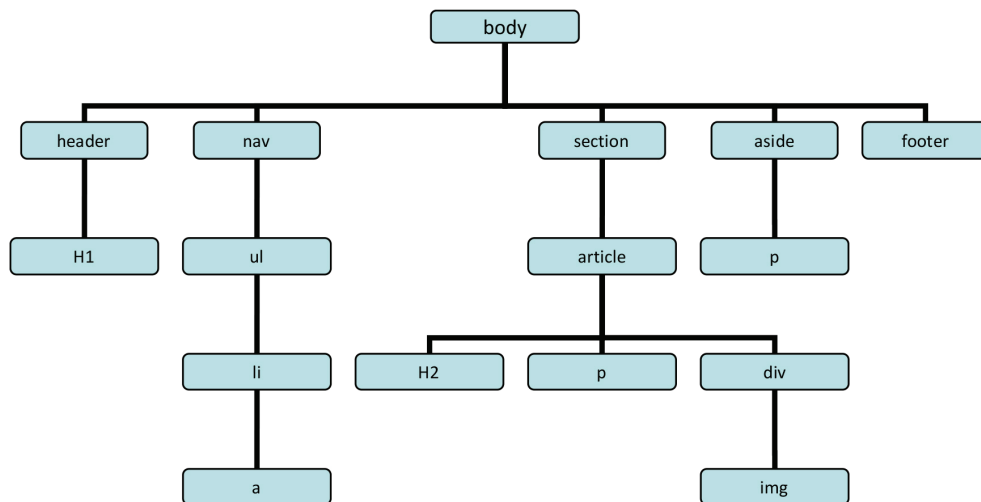 body
header
nav
section
aside
footer
H1
ul
article
p
li
H2
p
div
a
img